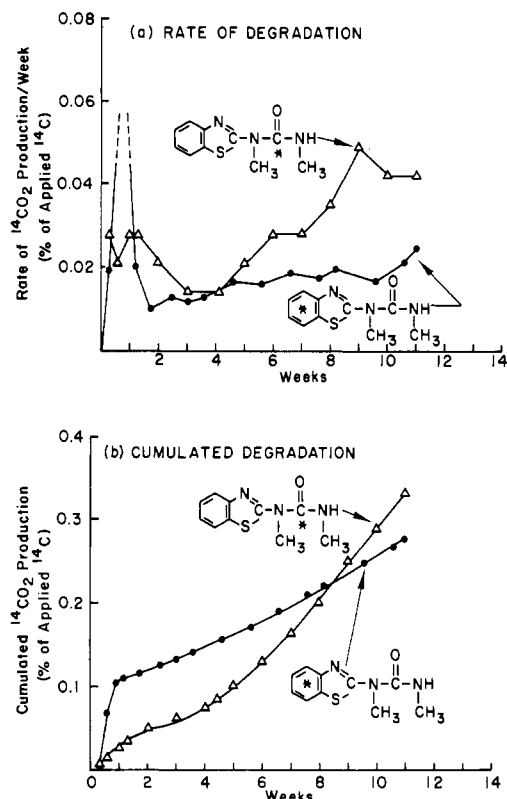 (a) RATE OF DEGRADATION
Rate of ¹⁴CO₂ Production/Week
(% of Applied ¹⁴C)
0.08
0.06
0.04
0.02
O
N
C-N-C-NH
S
*
CH₃ CH₃
O
N
*
N-C-NH
S
CH₃ CH₃
0 2 4 6 8 10 12 14
Weeks
(b) CUMULATED DEGRADATION
Cumulated ¹⁴CO₂ Production
(% of Applied ¹⁴C)
0.4
0.3
0.2
0.1
O
N
C-N-C-NH
S
*
CH₃ CH₃
O
N
*
N-C-NH
S
CH₃ CH₃
0 2 4 6 8 10 12 14
Weeks